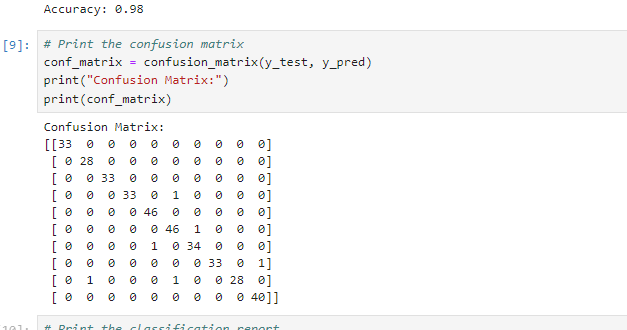 Accuracy: 0.98
[9]: # Print the confusion matrix
conf_matrix = confusion_matrix(y_test, y_pred)
print("Confusion Matrix:")
print(conf_matrix)
Confusion Matrix:
[[33  0  0  0  0  0  0  0  0  0]
 [ 0 28  0  0  0  0  0  0  0  0]
 [ 0  0 33  0  0  0  0  0  0  0]
 [ 0  0  0 33  0  1  0  0  0  0]
 [ 0  0  0  0 46  0  0  0  0  0]
 [ 0  0  0  0  0 46  1  0  0  0]
 [ 0  0  0  0  1  0 34  0  0  0]
 [ 0  0  0  0  0  0  0 33  0  1]
 [ 0  1  0  0  0  1  0  0 28  0]
 [ 0  0  0  0  0  0  0  0  0 40]]
[10]: # Print the classification report